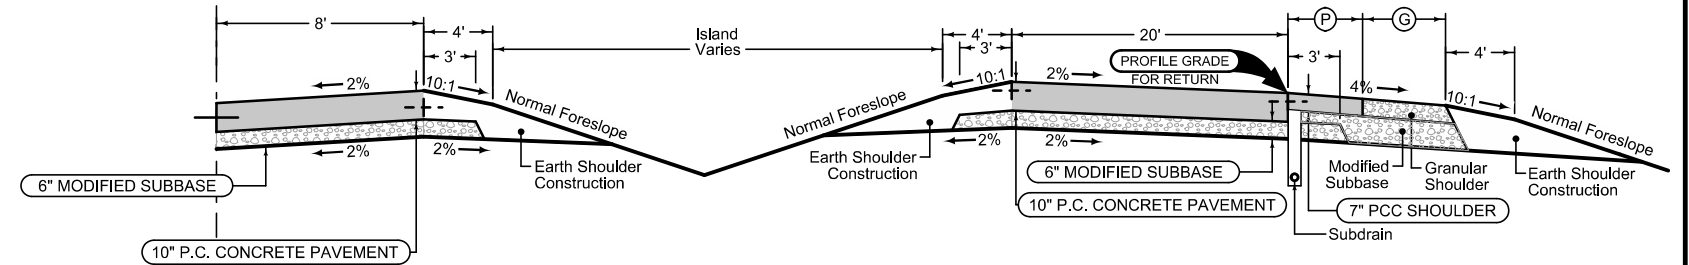 8'
4'
3'
Island
Varies
4'
3'
20'
P
G
3'
4'
PROFILE GRADE
FOR RETURN
2%
10:1
10:1
2%
4%
10:1
Normal Foreslope
Normal Foreslope
Normal Foreslope
2%
2%
2%
2%
Earth Shoulder
Construction
Earth Shoulder
Construction
Modified
Subbase
Granular
Shoulder
Earth Shoulder
Construction
6" MODIFIED SUBBASE
6" MODIFIED SUBBASE
10" P.C. CONCRETE PAVEMENT
7" PCC SHOULDER
Subdrain
10" P.C. CONCRETE PAVEMENT